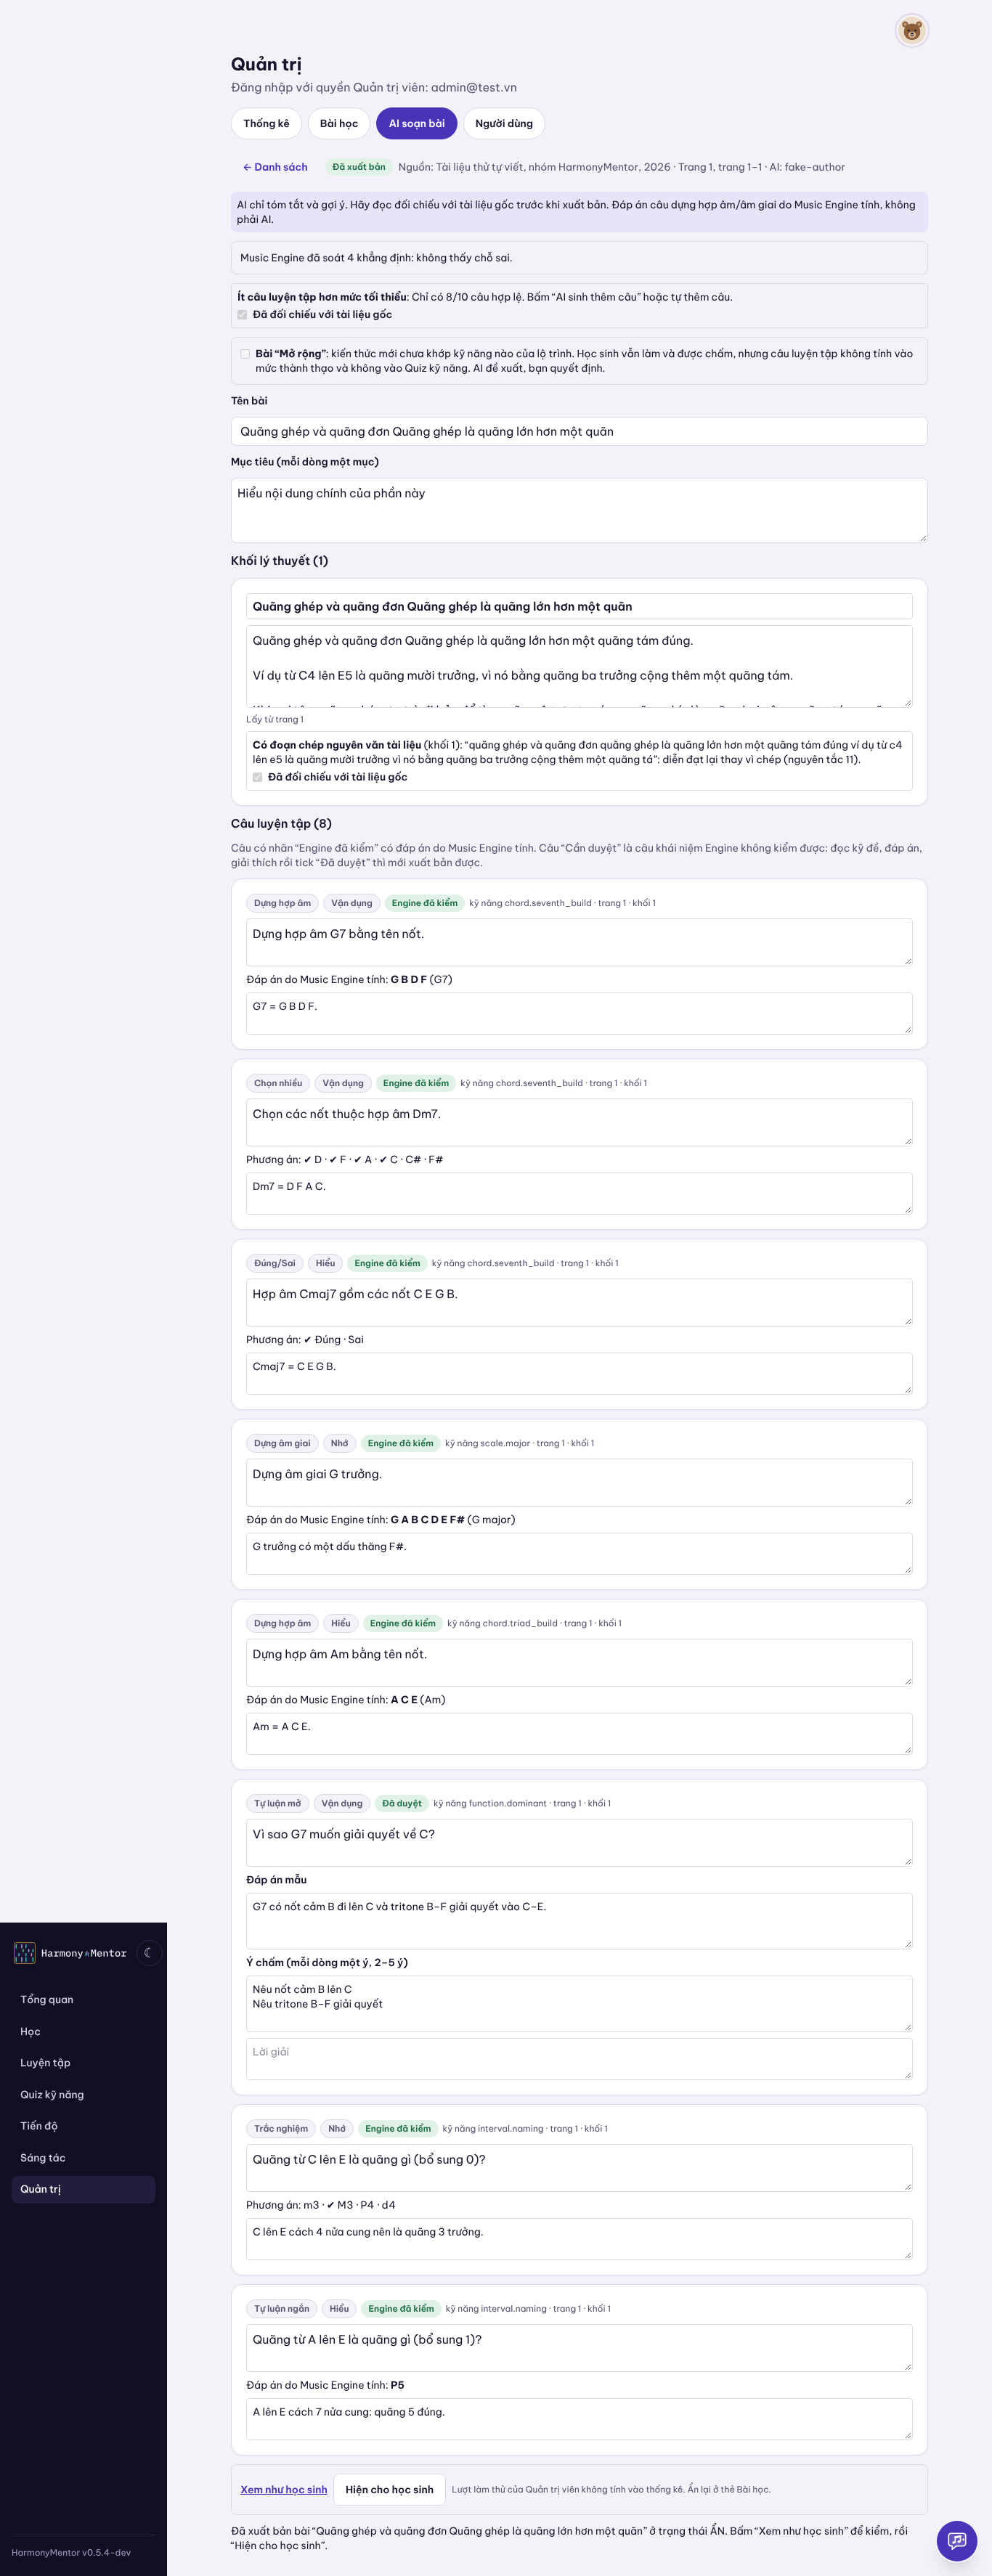 Quản trị
Đăng nhập với quyền Quản trị viên: admin@test.vn
Thống kê
Bài học
AI soạn bài
Người dùng
← Danh sách
Đã xuất bản
Nguồn: Tài liệu thử tự viết, nhóm HarmonyMentor, 2026 · Trang 1, trang 1–1 · AI: fake-author
AI chỉ tóm tắt và gợi ý. Hãy đọc đối chiếu với tài liệu gốc trước khi xuất bản. Đáp án câu dựng hợp âm/âm giai do Music Engine tính, không
phải AI.
Music Engine đã soát 4 khẳng định: không thấy chỗ sai.
Ít câu luyện tập hơn mức tối thiểu: Chỉ có 8/10 câu hợp lệ. Bấm “AI sinh thêm câu” hoặc tự thêm câu.
Đã đối chiếu với tài liệu gốc
Bài “Mở rộng”: kiến thức mới chưa khớp kỹ năng nào của lộ trình. Học sinh vẫn làm và được chấm, nhưng câu luyện tập không tính vào
mức thành thạo và không vào Quiz kỹ năng. AI đề xuất, bạn quyết định.
Tên bài
Quãng ghép và quãng đơn Quãng ghép là quãng lớn hơn một quãn
Mục tiêu (mỗi dòng một mục)
Hiểu nội dung chính của phần này
Khối lý thuyết (1)
Quãng ghép và quãng đơn Quãng ghép là quãng lớn hơn một quãn
Quãng ghép và quãng đơn Quãng ghép là quãng lớn hơn một quãng tám đúng.
Ví dụ từ C4 lên E5 là quãng mười trưởng, vì nó bằng quãng ba trưởng cộng thêm một quãng tám.
Lấy từ trang 1
Có đoạn chép nguyên văn tài liệu (khối 1): “quãng ghép và quãng đơn quãng ghép là quãng lớn hơn một quãng tám đúng ví dụ từ c4
lên e5 là quãng mười trưởng vì nó bằng quãng ba trưởng cộng thêm một quãng tá”: diễn đạt lại thay vì chép (nguyên tắc 11).
Đã đối chiếu với tài liệu gốc
Câu luyện tập (8)
Câu có nhãn “Engine đã kiểm” có đáp án do Music Engine tính. Câu “Cần duyệt” là câu khái niệm Engine không kiểm được: đọc kỹ đề, đáp án,
giải thích rồi tick “Đã duyệt” thì mới xuất bản được.
Dựng hợp âm
Vận dụng
Engine đã kiểm
kỹ năng chord.seventh_build · trang 1 · khối 1
Dựng hợp âm G7 bằng tên nốt.
Đáp án do Music Engine tính: G B D F (G7)
G7 = G B D F.
Chọn nhiều
Vận dụng
Engine đã kiểm
kỹ năng chord.seventh_build · trang 1 · khối 1
Chọn các nốt thuộc hợp âm Dm7.
Phương án: ✔ D · ✔ F · ✔ A · ✔ C · C# · F#
Dm7 = D F A C.
Đúng/Sai
Hiểu
Engine đã kiểm
kỹ năng chord.seventh_build · trang 1 · khối 1
Hợp âm Cmaj7 gồm các nốt C E G B.
Phương án: ✔ Đúng · Sai
Cmaj7 = C E G B.
Dựng âm giai
Nhớ
Engine đã kiểm
kỹ năng scale.major · trang 1 · khối 1
Dựng âm giai G trưởng.
Đáp án do Music Engine tính: G A B C D E F# (G major)
G trưởng có một dấu thăng F#.
Dựng hợp âm
Hiểu
Engine đã kiểm
kỹ năng chord.triad_build · trang 1 · khối 1
Dựng hợp âm Am bằng tên nốt.
Đáp án do Music Engine tính: A C E (Am)
Am = A C E.
Tự luận mở
Vận dụng
Đã duyệt
kỹ năng function.dominant · trang 1 · khối 1
Vì sao G7 muốn giải quyết về C?
Đáp án mẫu
G7 có nốt cảm B đi lên C và tritone B–F giải quyết vào C–E.
Ý chấm (mỗi dòng một ý, 2–5 ý)
Nêu nốt cảm B lên C
Nêu tritone B–F giải quyết
Lời giải
Trắc nghiệm
Nhớ
Engine đã kiểm
kỹ năng interval.naming · trang 1 · khối 1
Quãng từ C lên E là quãng gì (bổ sung 0)?
Phương án: m3 · ✔ M3 · P4 · d4
C lên E cách 4 nửa cung nên là quãng 3 trưởng.
Tự luận ngắn
Hiểu
Engine đã kiểm
kỹ năng interval.naming · trang 1 · khối 1
Quãng từ A lên E là quãng gì (bổ sung 1)?
Đáp án do Music Engine tính: P5
A lên E cách 7 nửa cung: quãng 5 đúng.
Xem như học sinh
Hiện cho học sinh
Lượt làm thử của Quản trị viên không tính vào thống kê. Ẩn lại ở thẻ Bài học.
Đã xuất bản bài “Quãng ghép và quãng đơn Quãng ghép là quãng lớn hơn một quãn” ở trạng thái ẨN. Bấm “Xem như học sinh” để kiểm, rồi
“Hiện cho học sinh”.
Harmony Mentor
Tổng quan
Học
Luyện tập
Quiz kỹ năng
Tiến độ
Sáng tác
Quản trị
HarmonyMentor v0.5.4-dev